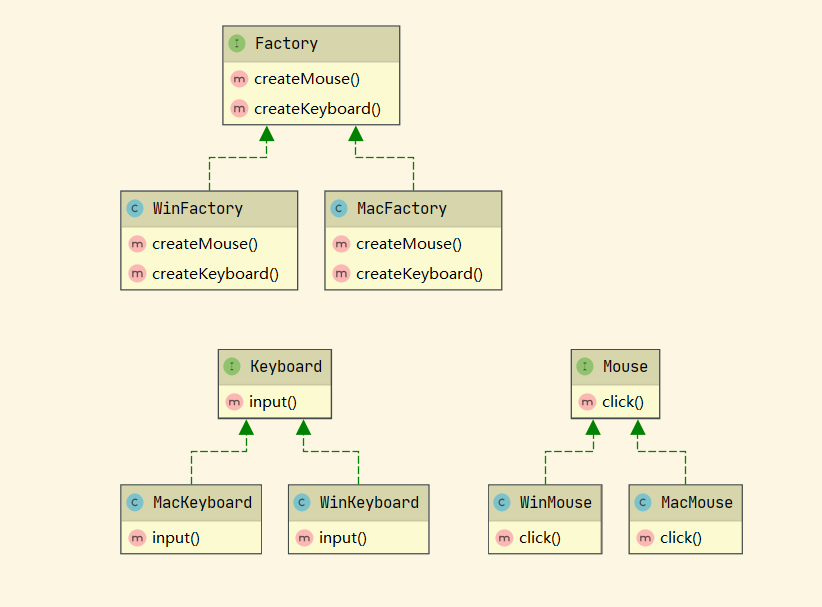 I Factory
m createMouse()
m createKeyboard()
C WinFactory
m createMouse()
m createKeyboard()
C MacFactory
m createMouse()
m createKeyboard()
I Keyboard
m input()
I Mouse
m click()
C MacKeyboard
m input()
C WinKeyboard
m input()
C WinMouse
m click()
C MacMouse
m click()